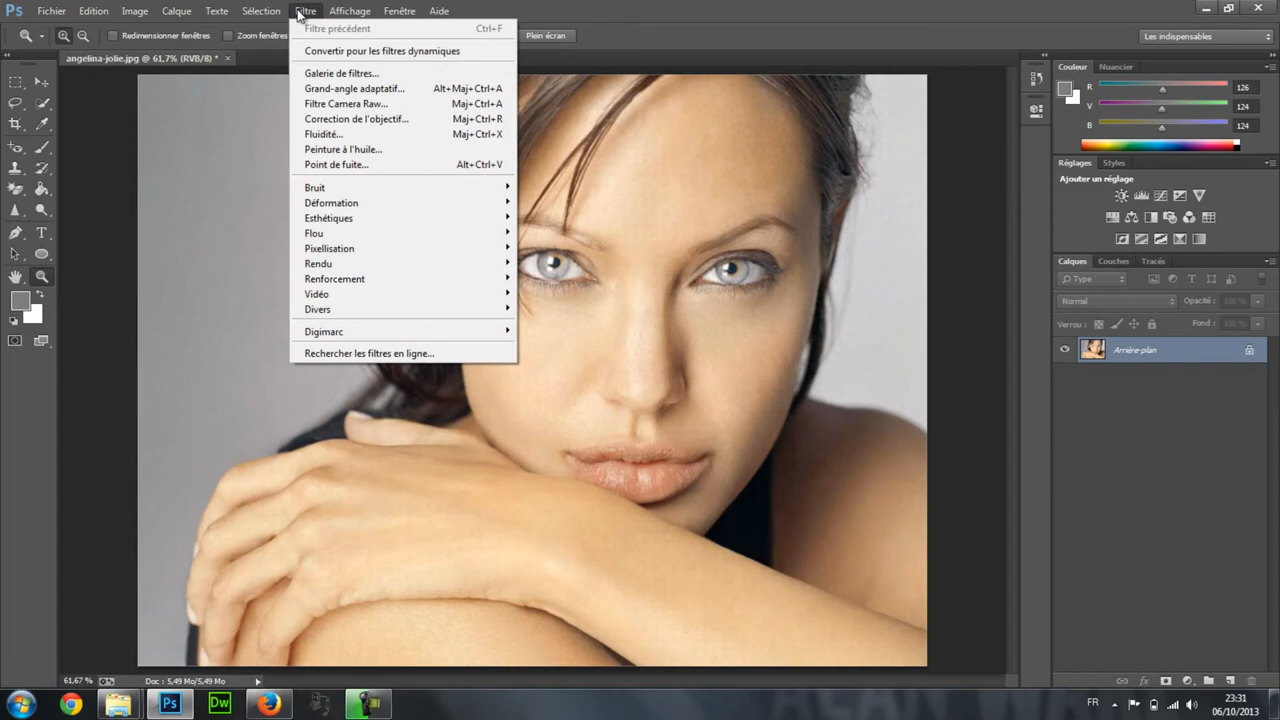 Ps Fichier Edition Image Calque Texte Sélection Filtre Affichage Fenêtre Aide
Redimensionner fenêtres Zoom fenêtres Plein écran Les indispensables
angelina-jolie.jpg @ 61,7% (RVB/8) * ×
Filtre précédent Ctrl+F
Convertir pour les filtres dynamiques
Galerie de filtres...
Grand-angle adaptatif... Alt+Maj+Ctrl+A
Filtre Camera Raw... Maj+Ctrl+A
Correction de l'objectif... Maj+Ctrl+R
Fluidité... Maj+Ctrl+X
Peinture à l'huile...
Point de fuite... Alt+Ctrl+V
Bruit
Déformation
Esthétiques
Flou
Pixellisation
Rendu
Renforcement
Vidéo
Divers
Digimarc
Rechercher les filtres en ligne...
Couleur Nuancier
R 126
V 124
B 124
Réglages Styles
Ajouter un réglage
Calques Couches Tracés
Type
Normal Opacité : 100 %
Verrou : Fond : 100 %
Arrière-plan
fx
61,67 % Doc : 5,49 Mo/5,49 Mo
Ps Dw FR 23:31
06/10/2013